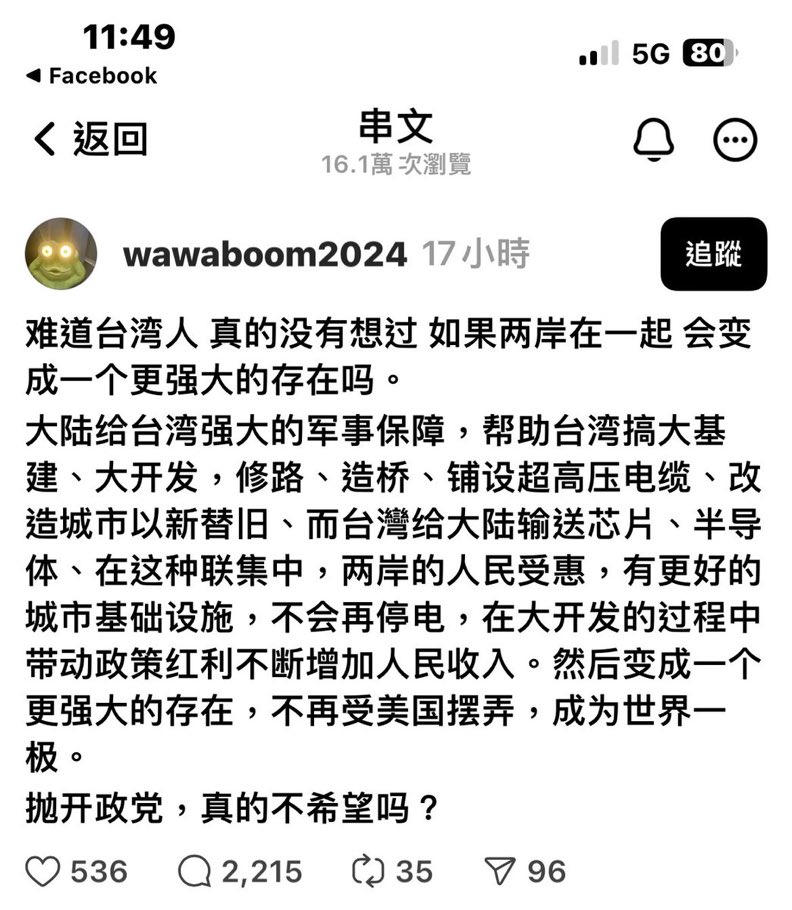 11:49
5G 80
◀ Facebook
返回
串文
16.1萬 次瀏覽
wawaboom2024 17小時
追蹤
难道台湾人 真的没有想过 如果两岸在一起 会变
成一个更强大的存在吗。
大陆给台湾强大的军事保障，帮助台湾搞大基
建、大开发，修路、造桥、铺设超高压电缆、改
造城市以新替旧、而台灣给大陆输送芯片、半导
体、在这种联集中，两岸的人民受惠，有更好的
城市基础设施，不会再停电，在大开发的过程中
带动政策红利不断增加人民收入。然后变成一个
更强大的存在，不再受美国摆弄，成为世界一
极。
抛开政党，真的不希望吗？
536 2,215 35 96